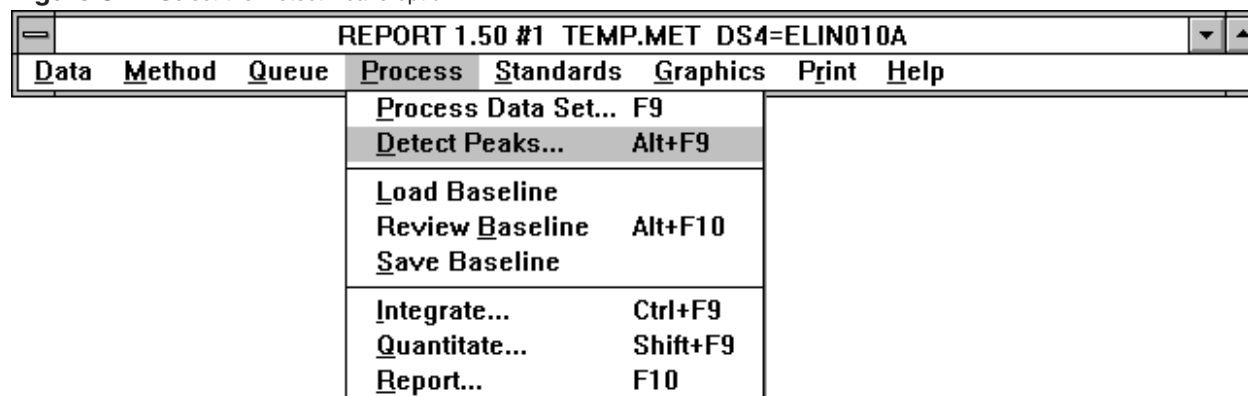 REPORT 1.50 #1 TEMP.MET DS4=ELIN010A
Data Method Queue Process Standards Graphics Print Help
Process Data Set... F9
Detect Peaks... Alt+F9
Load Baseline
Review Baseline Alt+F10
Save Baseline
Integrate... Ctrl+F9
Quantitate... Shift+F9
Report... F10